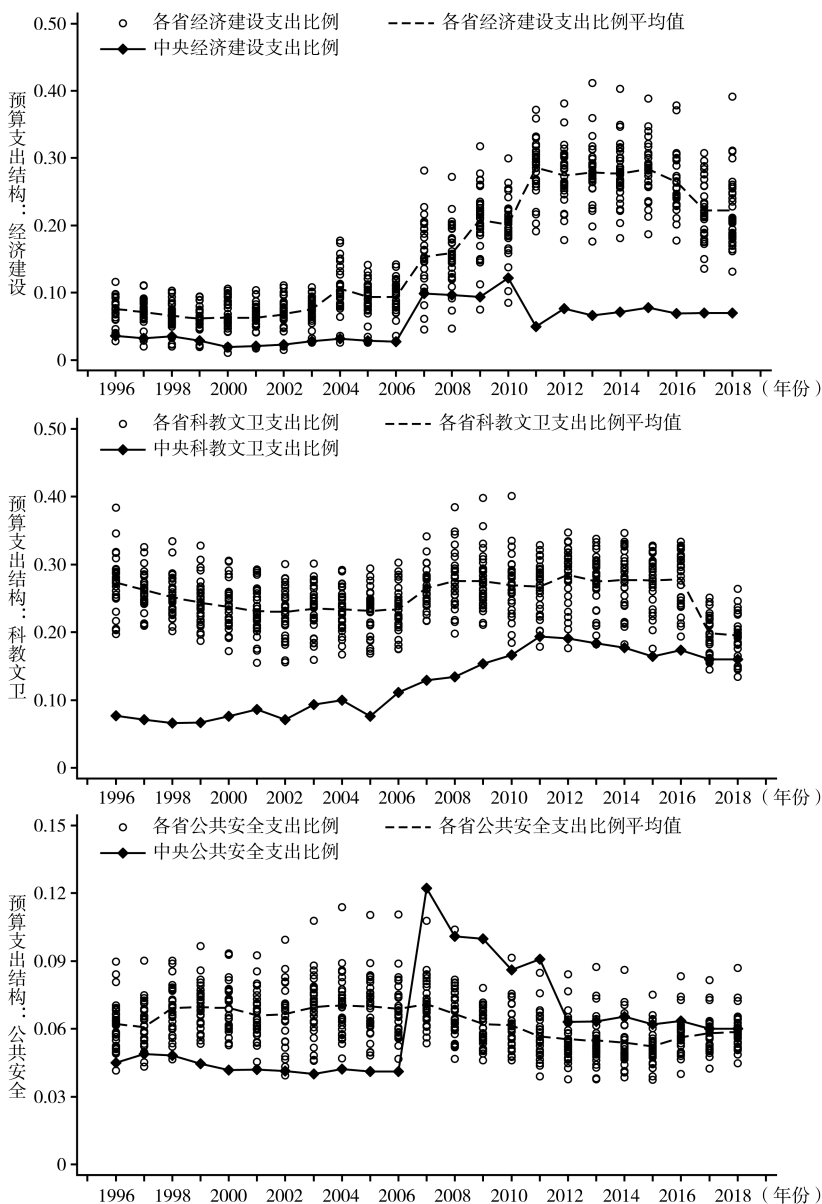 各省经济建设支出比例 各省经济建设支出比例平均值
中央经济建设支出比例
预算支出结构：经济建设
0.50
0.40
0.30
0.20
0.10
0
1996 1998 2000 2002 2004 2006 2008 2010 2012 2014 2016 2018（年份）
各省科教文卫支出比例 各省科教文卫支出比例平均值
中央科教文卫支出比例
预算支出结构：科教文卫
0.50
0.40
0.30
0.20
0.10
0
1996 1998 2000 2002 2004 2006 2008 2010 2012 2014 2016 2018（年份）
各省公共安全支出比例 各省公共安全支出比例平均值
中央公共安全支出比例
预算支出结构：公共安全
0.15
0.12
0.09
0.06
0.03
0
1996 1998 2000 2002 2004 2006 2008 2010 2012 2014 2016 2018（年份）